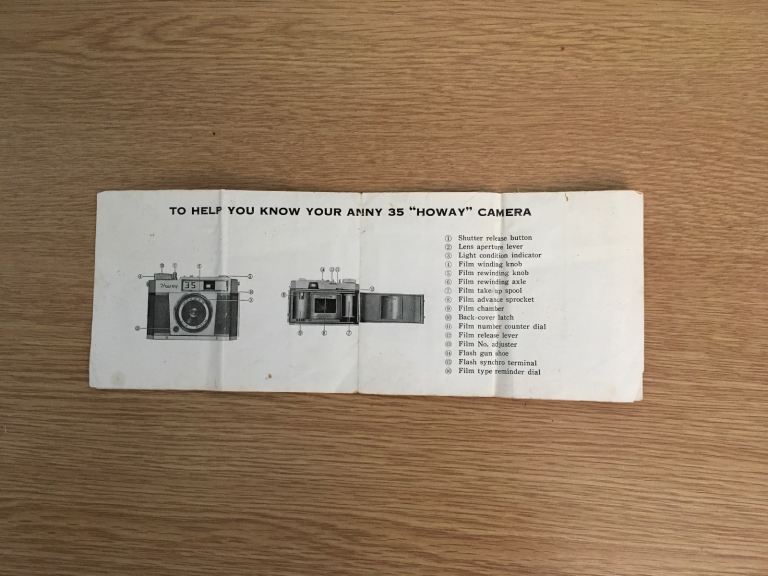 TO HELP YOU KNOW YOUR ANNY 35 "HOWAY" CAMERA
Howay 35
① Shutter release button
② Lens aperture lever
③ Light condition indicator
④ Film winding knob
⑤ Film rewinding knob
⑥ Film rewinding axle
⑦ Film take-up spool
⑧ Film advance sprocket
⑨ Film chamber
⑩ Back-cover latch
⑪ Film number counter dial
⑫ Film release lever
⑬ Film No. adjuster
⑭ Flash gun shoe
⑮ Flash synchro terminal
⑯ Film type reminder dial